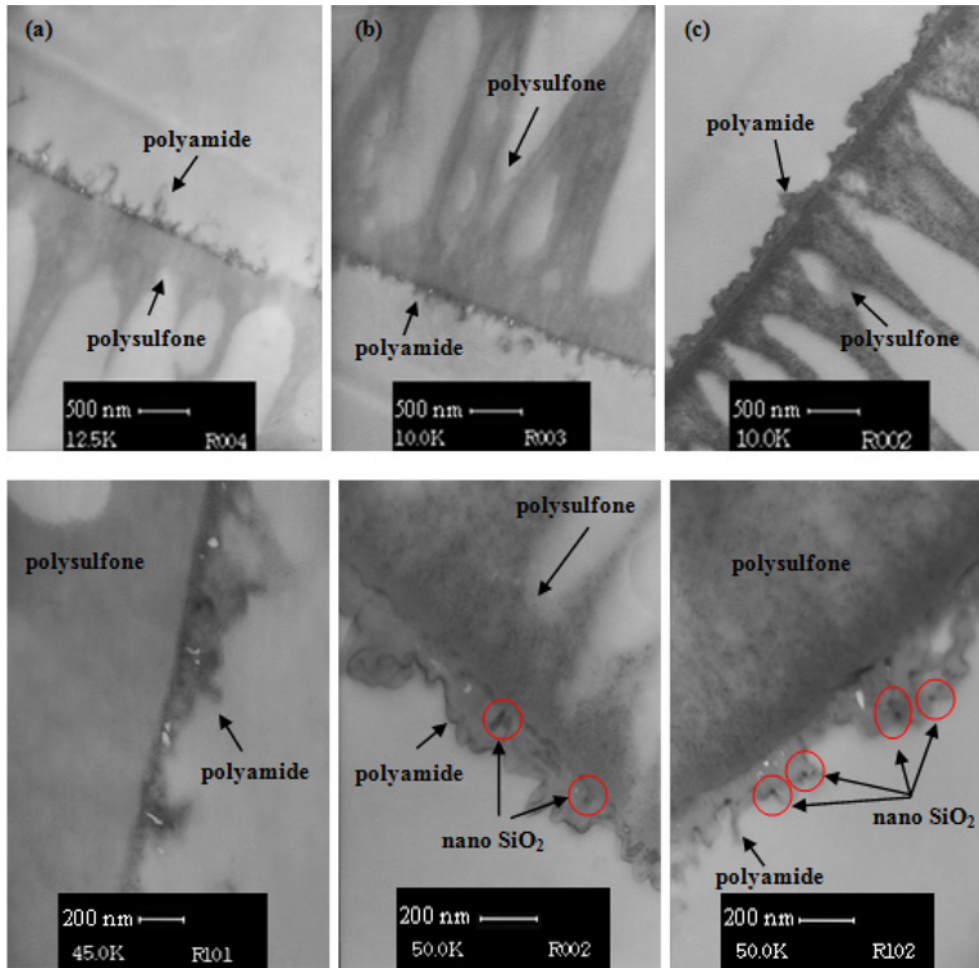 (a)
polyamide
polysulfone
500 nm
12.5K R004
(b)
polysulfone
polyamide
500 nm
10.0K R003
(c)
polyamide
polysulfone
500 nm
10.0K R002
polysulfone
polyamide
200 nm
45.0K R101
polysulfone
polyamide
nano SiO₂
200 nm
50.0K R002
polysulfone
nano SiO₂
polyamide
200 nm
50.0K R102